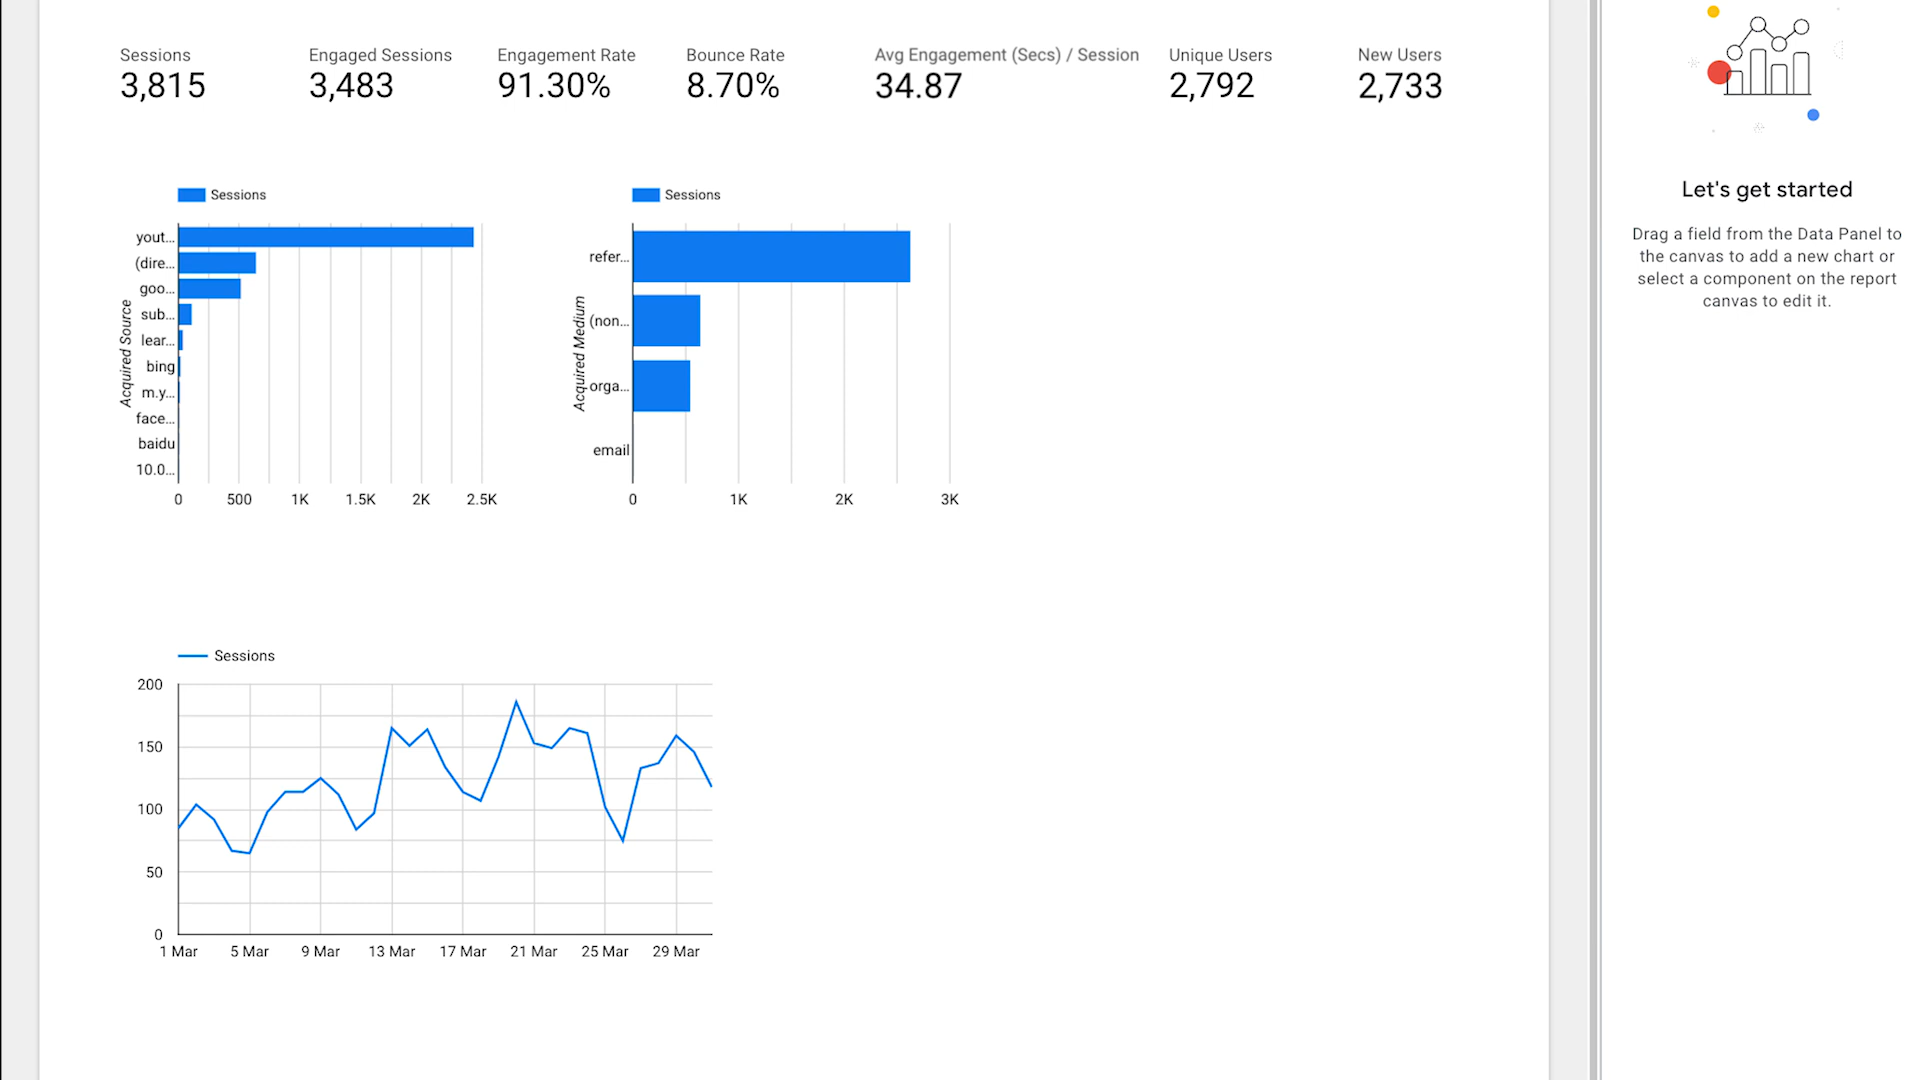 Sessions
3,815
Engaged Sessions
3,483
Engagement Rate
91.30%
Bounce Rate
8.70%
Avg Engagement (Secs) / Session
34.87
Unique Users
2,792
New Users
2,733
Sessions
Acquired Source
yout...
(dire...
goo...
sub...
lear...
bing
m.y...
face...
baidu
10.0...
0 500 1K 1.5K 2K 2.5K
Sessions
Acquired Medium
refer...
(non...
orga...
email
0 1K 2K 3K
Sessions
200
150
100
50
0
1 Mar 5 Mar 9 Mar 13 Mar 17 Mar 21 Mar 25 Mar 29 Mar
Let's get started
Drag a field from the Data Panel to
the canvas to add a new chart or
select a component on the report
canvas to edit it.